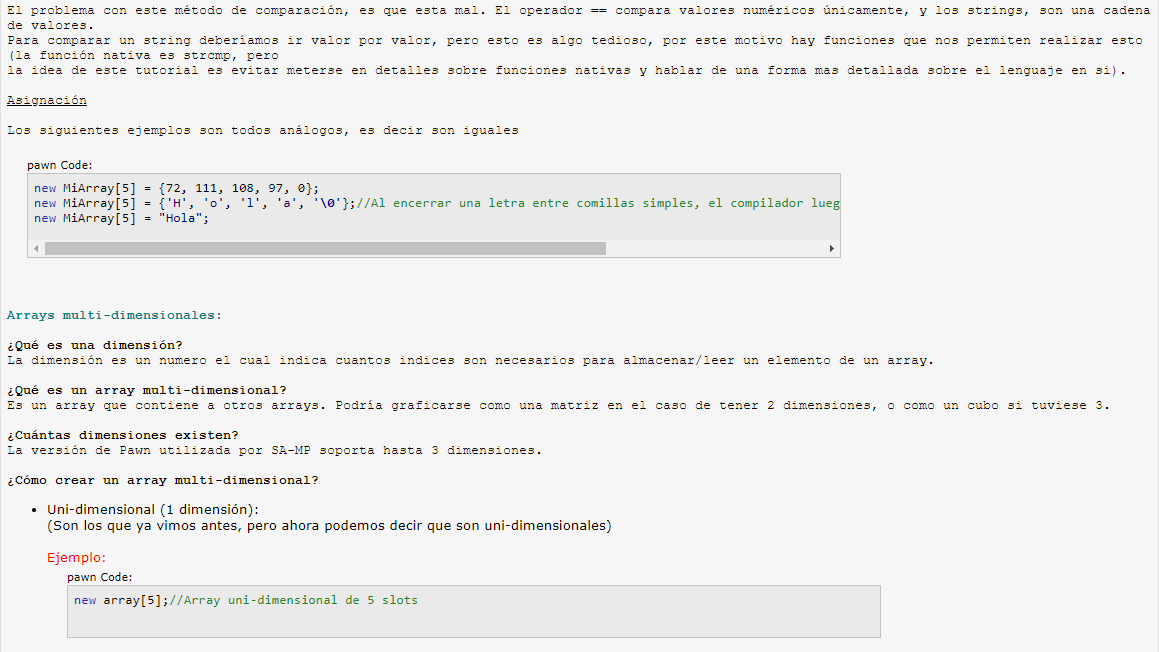 El problema con este método de comparación, es que esta mal. El operador == compara valores numéricos únicamente, y los strings, son una cadena
de valores.
Para comparar un string deberíamos ir valor por valor, pero esto es algo tedioso, por este motivo hay funciones que nos permiten realizar esto
(la función nativa es strcmp, pero
la idea de este tutorial es evitar meterse en detalles sobre funciones nativas y hablar de una forma mas detallada sobre el lenguaje en si).
Asignación
Los siguientes ejemplos son todos análogos, es decir son iguales
pawn Code:
new MiArray[5] = {72, 111, 108, 97, 0};
new MiArray[5] = {'H', 'o', 'l', 'a', '\0'};//Al encerrar una letra entre comillas simples, el compilador lueg
new MiArray[5] = "Hola";
Arrays multi-dimensionales:
¿Qué es una dimensión?
La dimensión es un numero el cual indica cuantos indices son necesarios para almacenar/leer un elemento de un array.
¿Qué es un array multi-dimensional?
Es un array que contiene a otros arrays. Podría graficarse como una matriz en el caso de tener 2 dimensiones, o como un cubo si tuviese 3.
¿Cuántas dimensiones existen?
La versión de Pawn utilizada por SA-MP soporta hasta 3 dimensiones.
¿Cómo crear un array multi-dimensional?
• Uni-dimensional (1 dimensión):
(Son los que ya vimos antes, pero ahora podemos decir que son uni-dimensionales)
Ejemplo:
pawn Code:
new array[5];//Array uni-dimensional de 5 slots